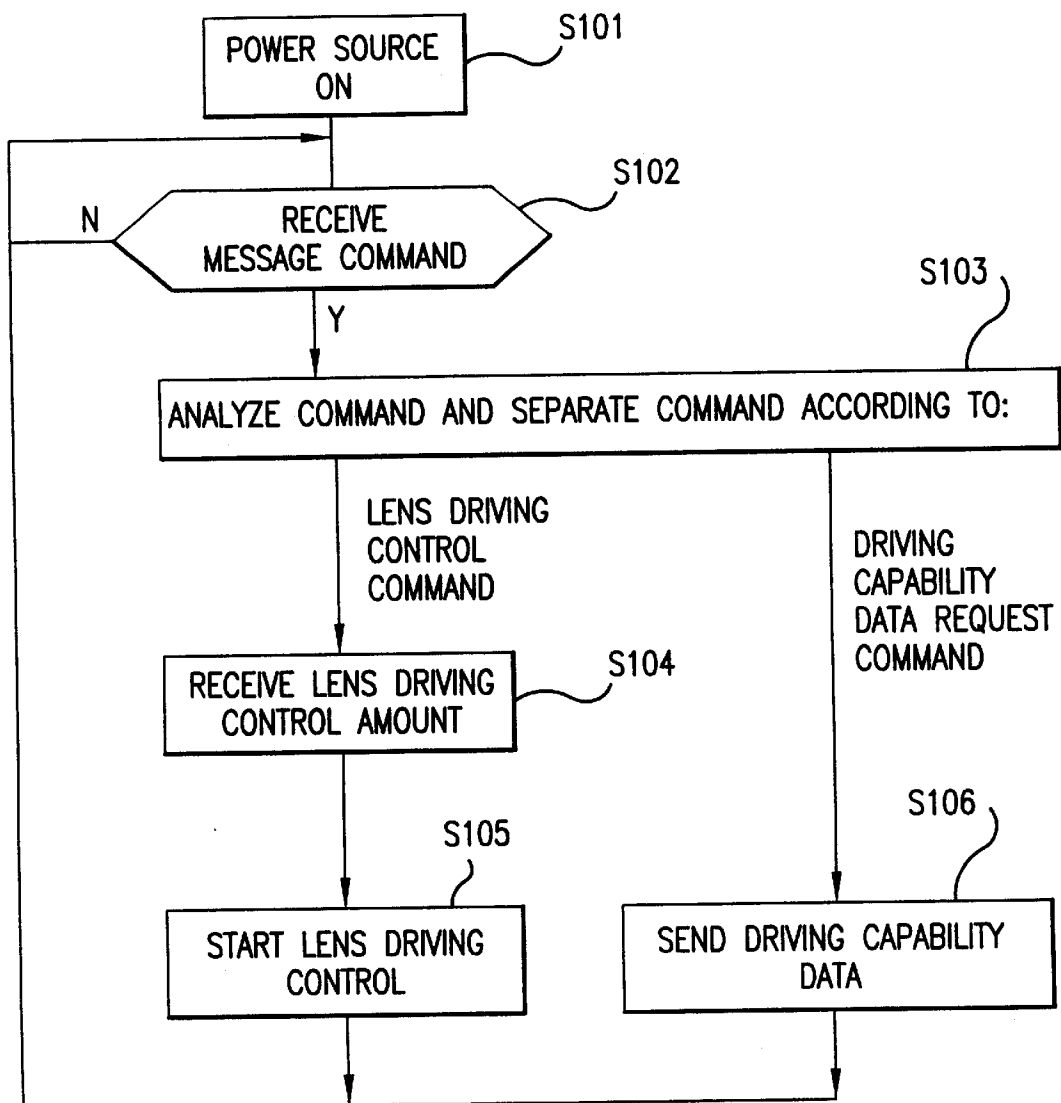 POWER SOURCE
ON
S101
S102
N
RECEIVE
MESSAGE COMMAND
Y
S103
ANALYZE COMMAND AND SEPARATE COMMAND ACCORDING TO:
LENS DRIVING
CONTROL
COMMAND
DRIVING
CAPABILITY
DATA REQUEST
COMMAND
RECEIVE LENS DRIVING
CONTROL AMOUNT
S104
S105
START LENS DRIVING
CONTROL
S106
SEND DRIVING CAPABILITY
DATA